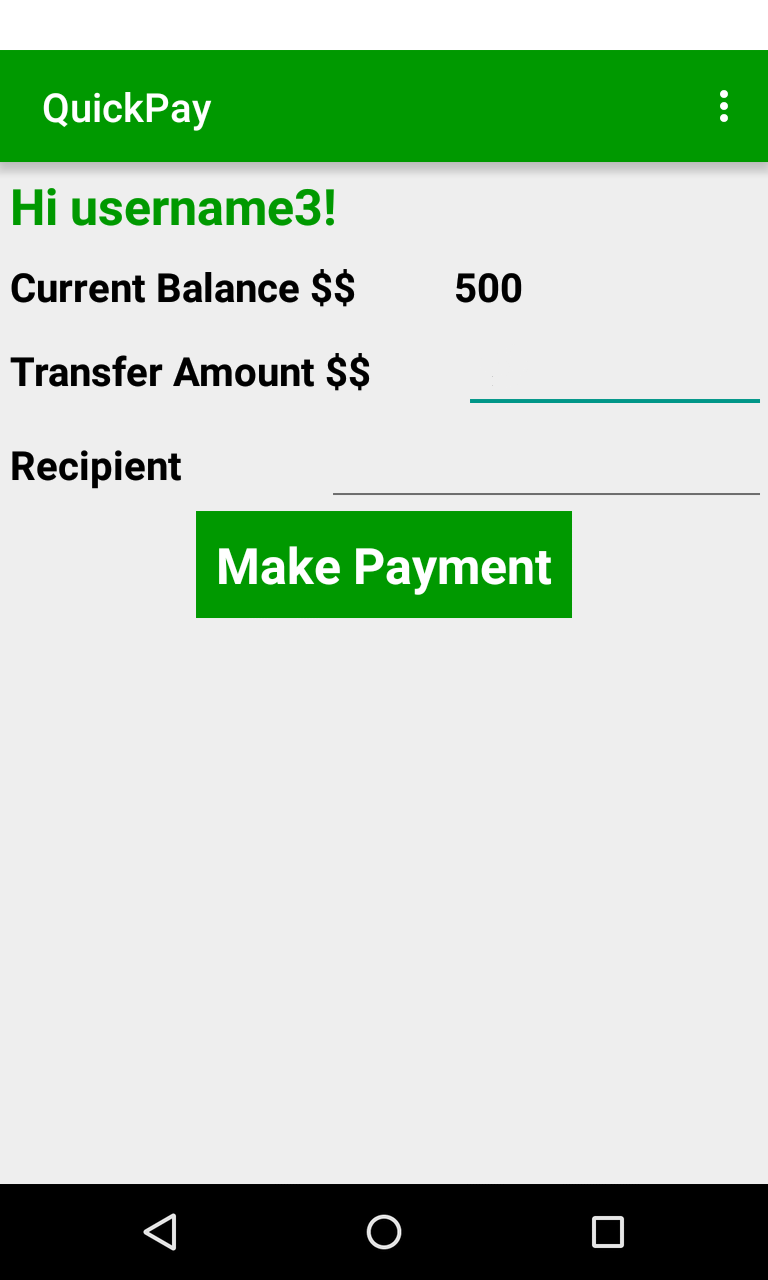 QuickPay
Hi username3!
Current Balance $$ 500
Transfer Amount $$
Recipient
Make Payment